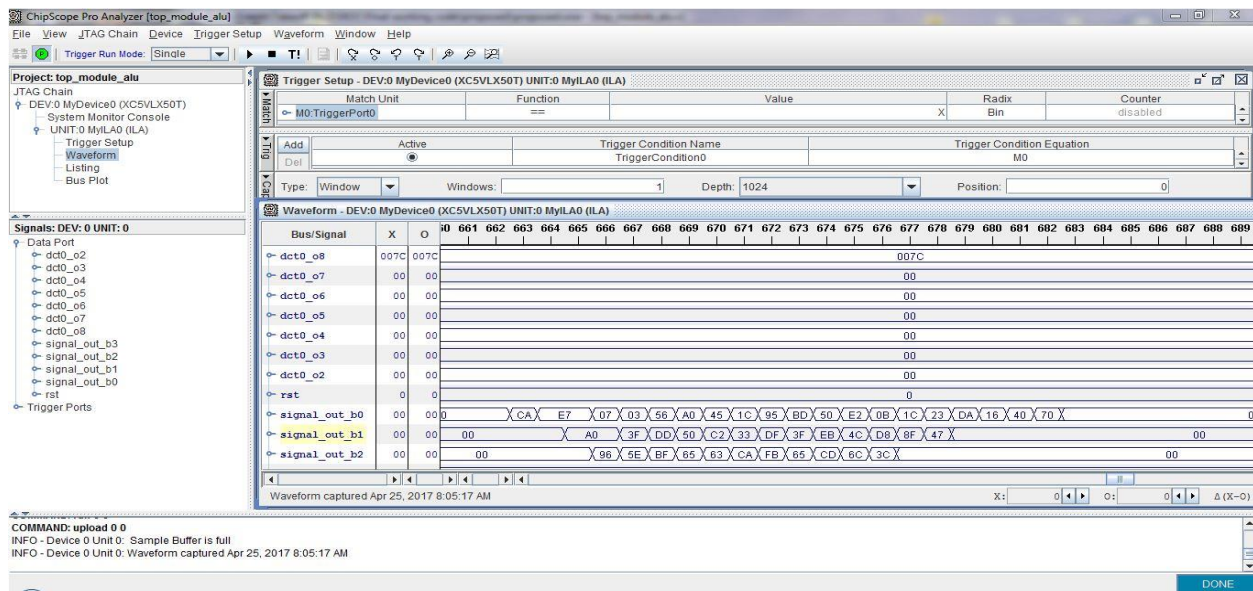 ChipScope Pro Analyzer [top_module_alu]
File View JTAG Chain Device Trigger Setup Waveform Window Help
Trigger Run Mode: Single T!
Project: top_module_alu
JTAG Chain
DEV:0 MyDevice0 (XC5VLX50T)
System Monitor Console
UNIT:0 MyILA0 (ILA)
Trigger Setup
Waveform
Listing
Bus Plot
Signals: DEV: 0 UNIT: 0
Data Port
dct0_o2
dct0_o3
dct0_o4
dct0_o5
dct0_o6
dct0_o7
dct0_o8
signal_out_b3
signal_out_b2
signal_out_b1
signal_out_b0
rst
Trigger Ports
Trigger Setup - DEV:0 MyDevice0 (XC5VLX50T) UNIT:0 MyILA0 (ILA)
Match
Match Unit Function Value Radix Counter
M0:TriggerPort0 == X Bin disabled
Trig
Add Active Trigger Condition Name Trigger Condition Equation
Del TriggerCondition0 M0
Cap
Type: Window Windows: 1 Depth: 1024 Position: 0
Waveform - DEV:0 MyDevice0 (XC5VLX50T) UNIT:0 MyILA0 (ILA)
Bus/Signal X O 661 662 663 664 665 666 667 668 669 670 671 672 673 674 675 676 677 678 679 680 681 682 683 684 685 686 687 688 689
dct0_o8 007C 007C 007C
dct0_o7 00 00 00
dct0_o6 00 00 00
dct0_o5 00 00 00
dct0_o4 00 00 00
dct0_o3 00 00 00
dct0_o2 00 00 00
rst 0 0 0
signal_out_b0 00 00 0 CA E7 07 03 56 A0 45 1C 95 BD 50 E2 0B 1C 23 DA 16 40 70 0
signal_out_b1 00 00 00 A0 3F DD 50 C2 33 DF 3F EB 4C D8 8F 47 00
signal_out_b2 00 00 00 96 5E BF 65 63 CA FB 65 CD 6C 3C 00
Waveform captured Apr 25, 2017 8:05:17 AM X: 0 O: 0 Δ(X-O)
COMMAND: upload 0 0
INFO - Device 0 Unit 0: Sample Buffer is full
INFO - Device 0 Unit 0: Waveform captured Apr 25, 2017 8:05:17 AM
DONE